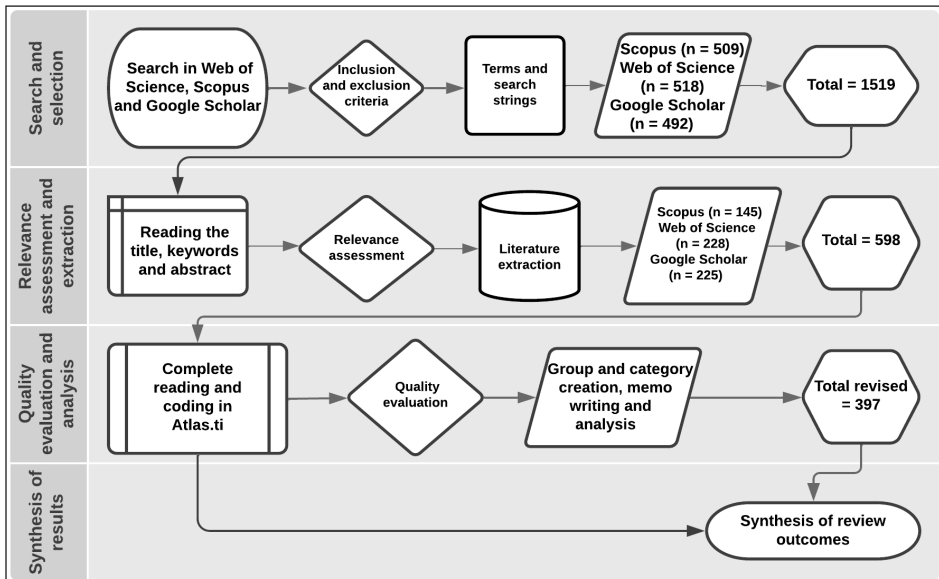 Search and
selection
Search in Web of
Science, Scopus
and Google Scholar
Inclusion
and exclusion
criteria
Terms and
search
strings
Scopus (n = 509)
Web of Science
(n = 518)
Google Scholar
(n = 492)
Total = 1519
Relevance
assessment and
extraction
Reading the
title, keywords
and abstract
Relevance
assessment
Literature
extraction
Scopus (n = 145)
Web of Science
(n = 228)
Google Scholar
(n = 225)
Total = 598
Quality
evaluation and
analysis
Complete
reading and
coding in
Atlas.ti
Quality
evaluation
Group and category
creation, memo
writing and
analysis
Total revised
= 397
Synthesis of
results
Synthesis of review
outcomes